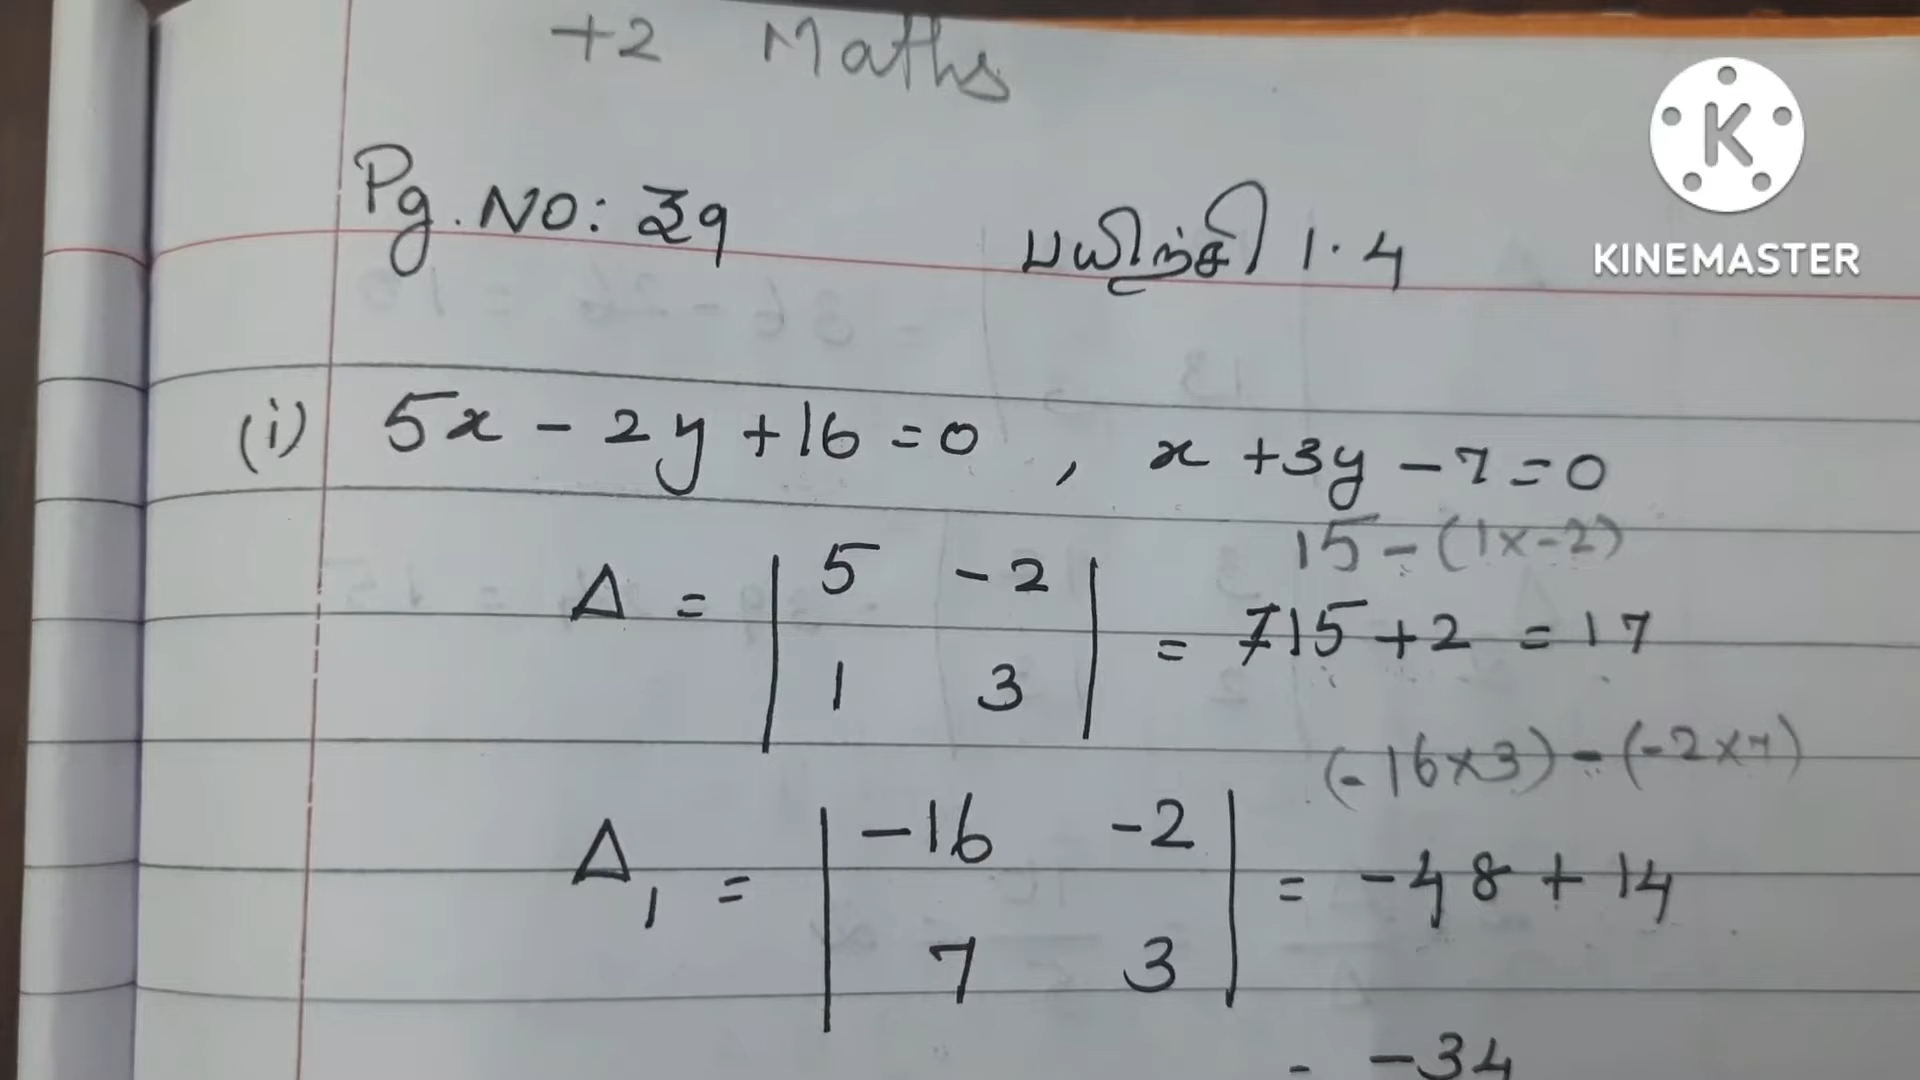 +2 Maths
Pg. NO: 39 பயிற்சி 1.4
KINEMASTER
(i) 5x - 2y + 16 = 0 , x + 3y - 7 = 0
15 - (1x-2)
Δ = | 5 -2 | = 15 + 2 = 17
| 1 3 |
(-16x3) - (-2x7)
Δ₁ = | -16 -2 | = -48 + 14
| 7 3 |
= -34